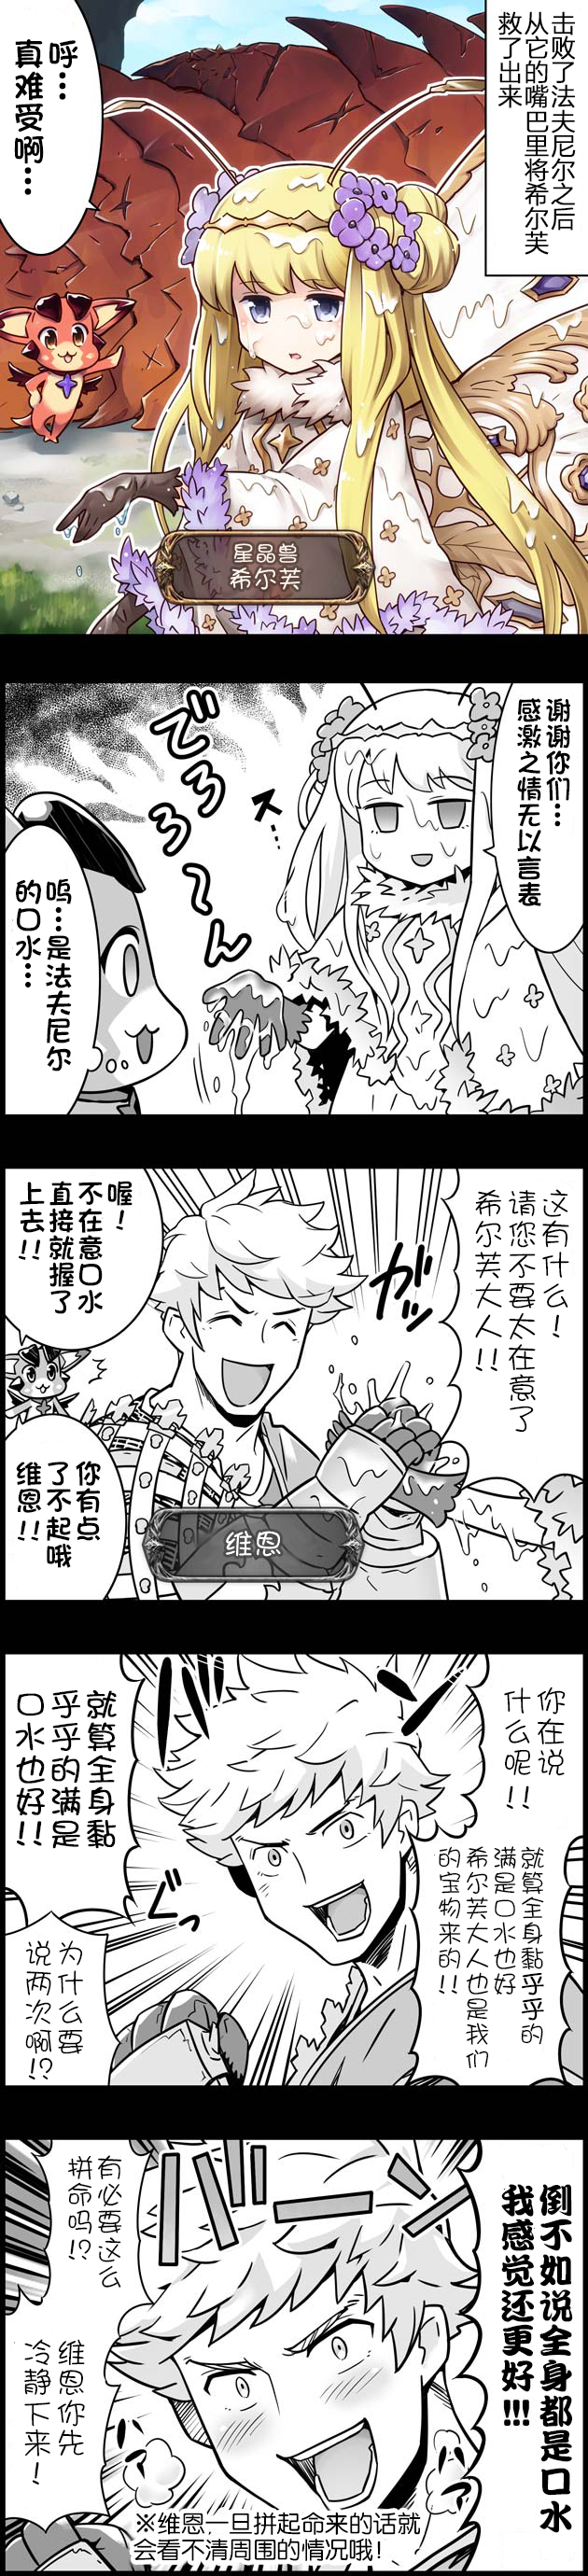 击败了法夫尼尔之后
从它的嘴巴里将希尔芙
救了出来
呼…
真难受啊…
星晶兽
希尔芙
谢谢你们…
感激之情无以言表
でろろろ～ん
スッ…
呜…是法夫尼尔
的口水…
这有什么！
请您不要太在意了
希尔芙大人！！
ガッ
喔！
不在意口水
直接就握了
上去！！
你有点
了不起哦
维恩！！
维恩
你在说
什么呢！！
就算全身黏乎乎的
满是口水也好
希尔芙大人也是我们
的宝物来的！！
就算全身黏
乎乎的满是
口水也好！！
ぐっ
为什么要
说两次啊！？
倒不如说全身都是口水
我感觉还更好！！！
有必要这么
拼命吗！？
维恩你先
冷静下来！
※维恩一旦拼起命来的话就
会看不清周围的情况哦！